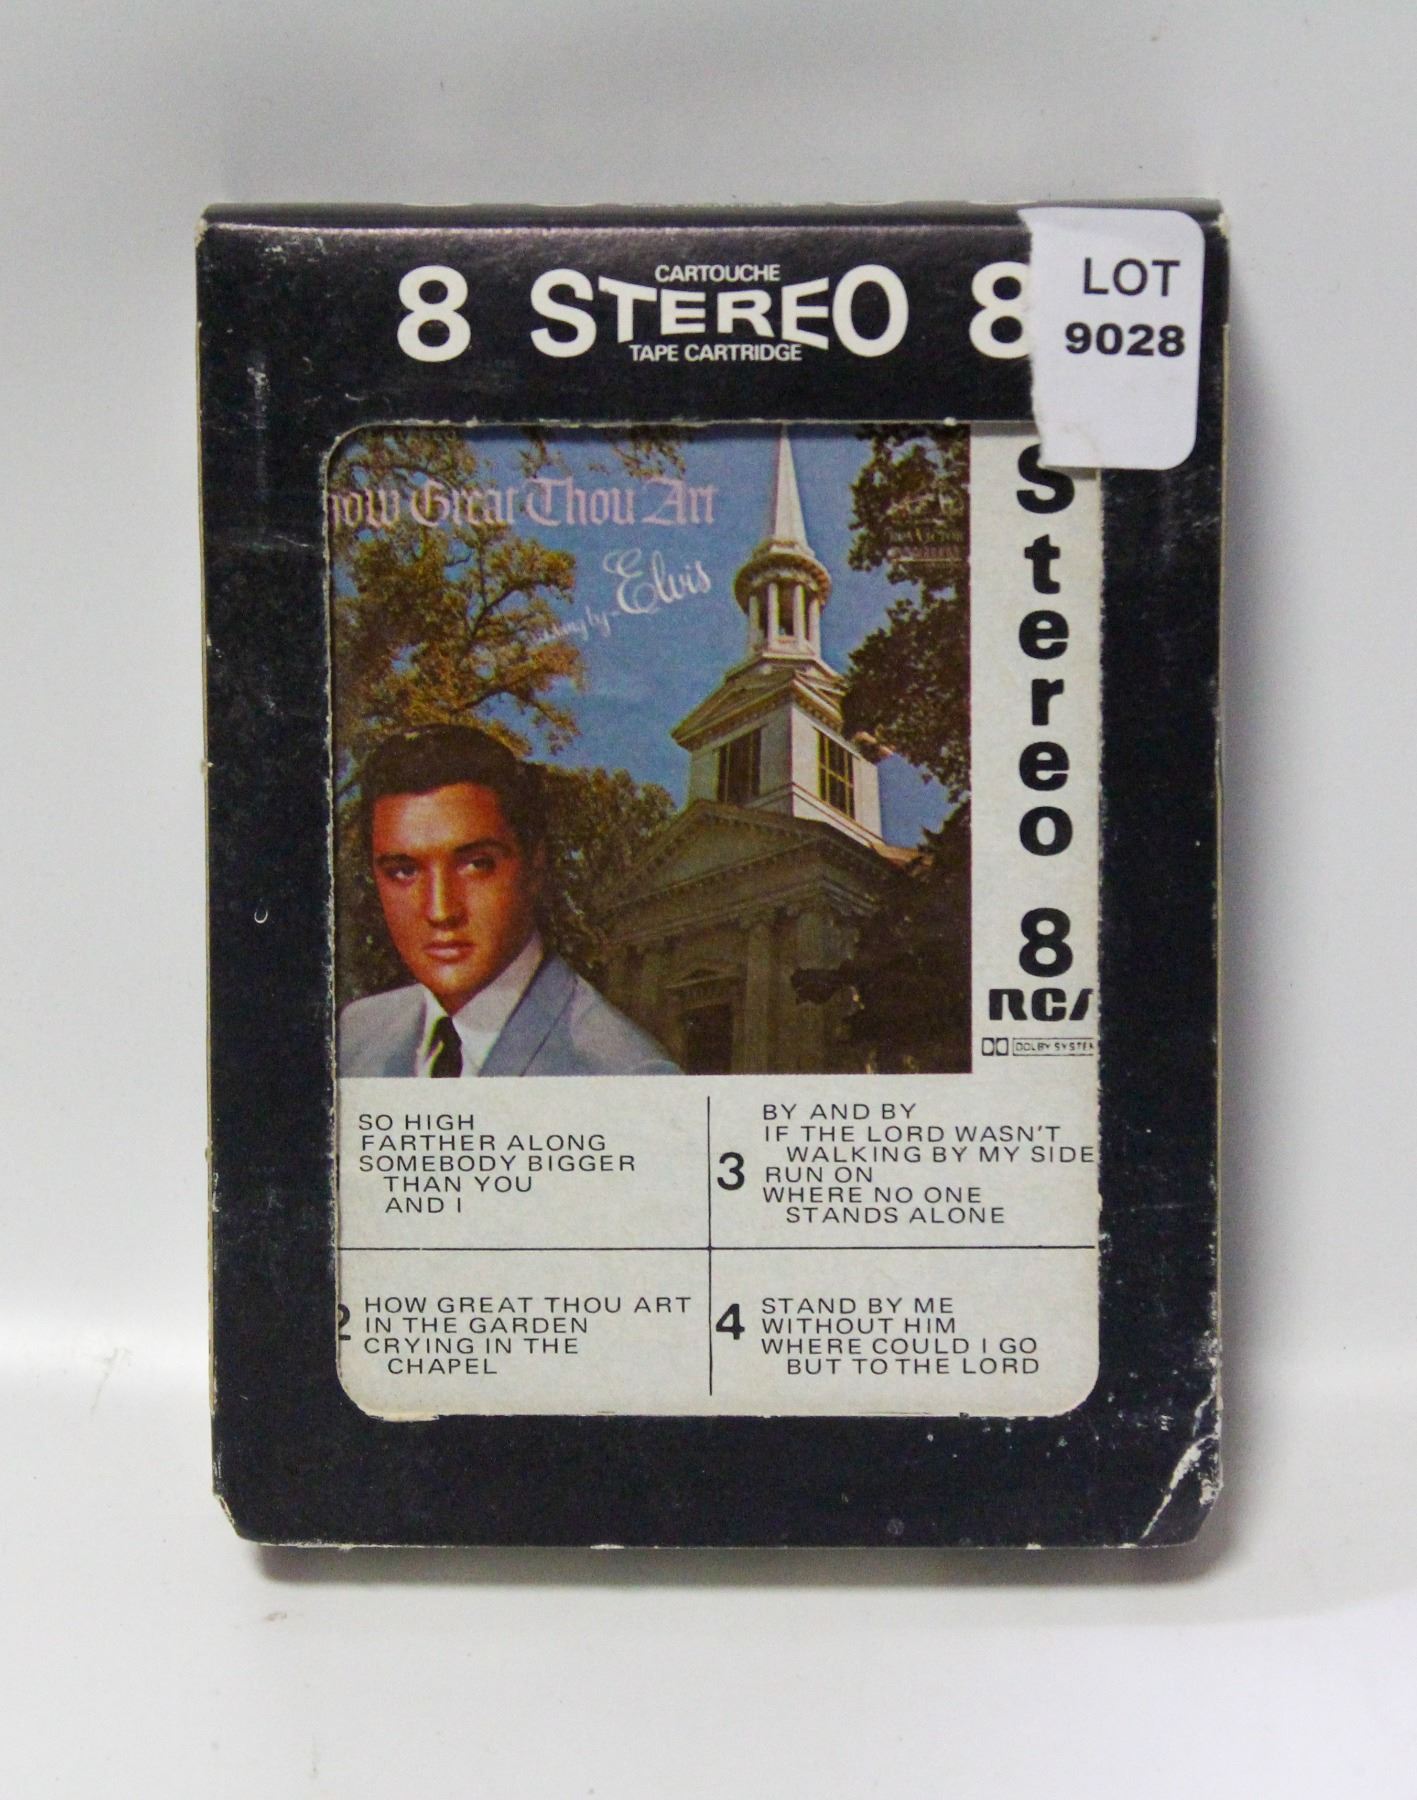 8 STEREO 8
CARTOUCHE
TAPE CARTRIDGE
LOT
9028
How Great Thou Art
by Elvis
Stereo
8
RCA
DOLBY SYSTEM
SO HIGH
FARTHER ALONG
SOMEBODY BIGGER
THAN YOU
AND I
2
HOW GREAT THOU ART
IN THE GARDEN
CRYING IN THE
CHAPEL
3
BY AND BY
IF THE LORD WASN'T
WALKING BY MY SIDE
RUN ON
WHERE NO ONE
STANDS ALONE
4
STAND BY ME
WITHOUT HIM
WHERE COULD I GO
BUT TO THE LORD